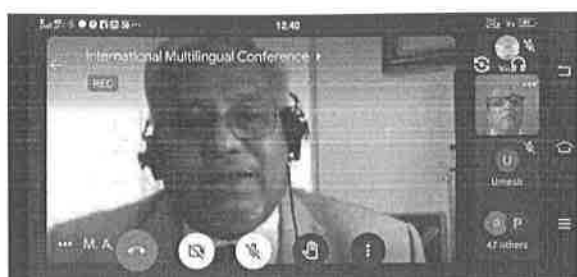 12.40
International Multilingual Conference
REC
M. A.
U
Umesh
a P
47 others